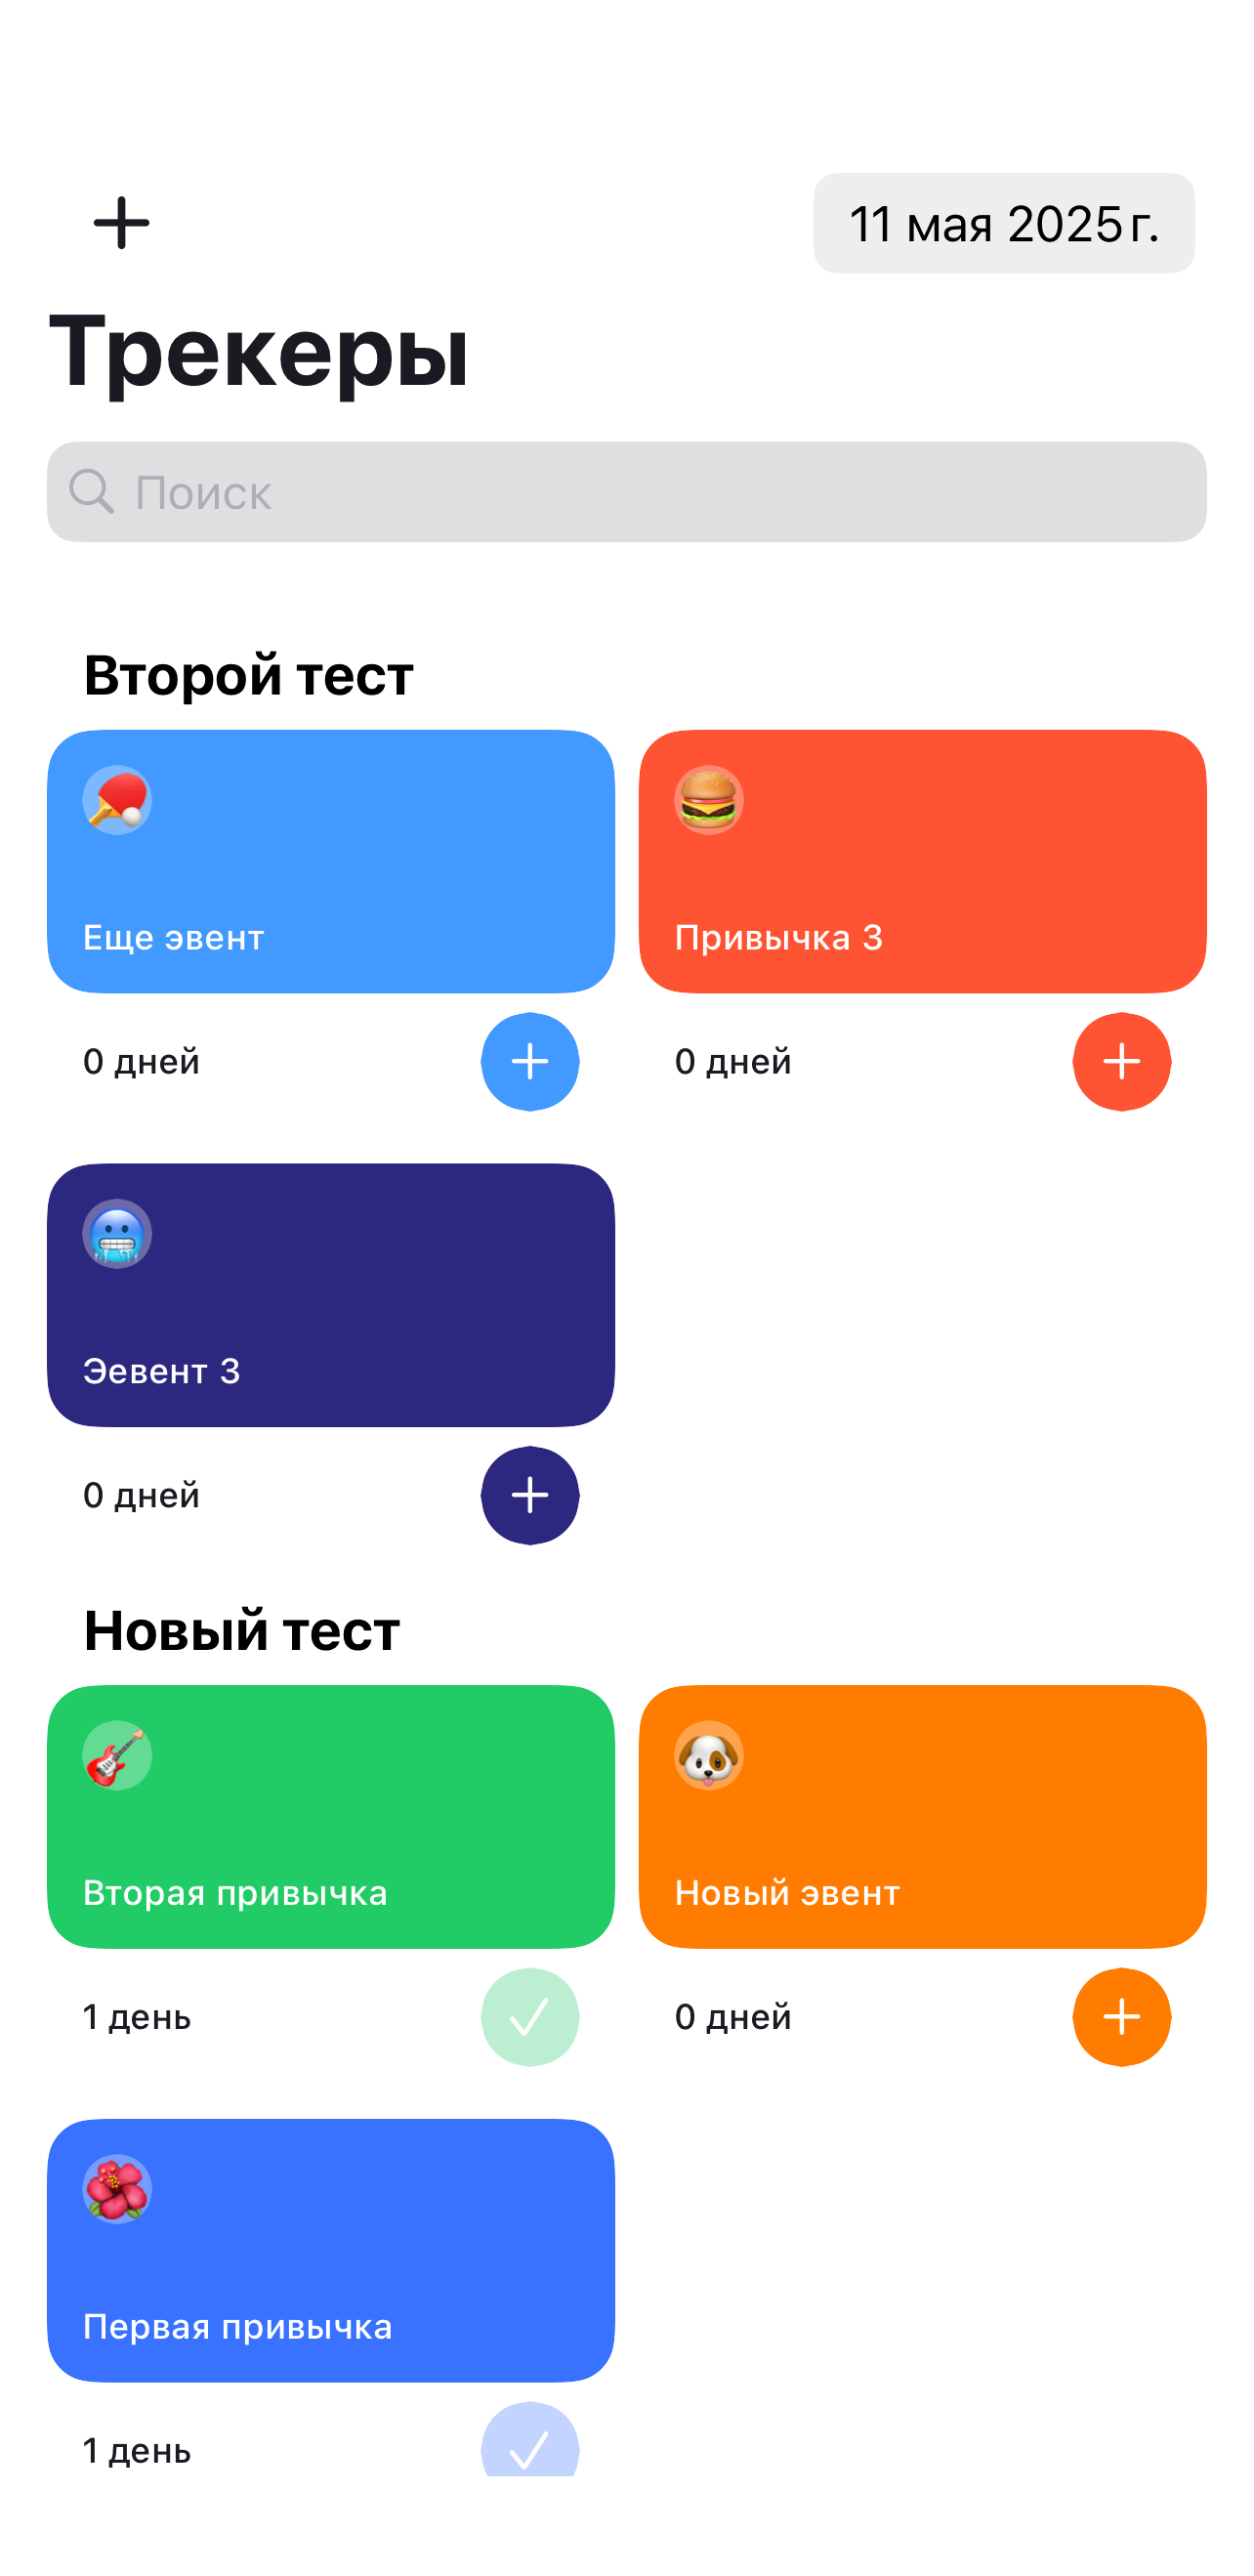 11 мая 2025 г.
Трекеры
Поиск
Второй тест
Еще эвент
Привычка 3
0 дней
0 дней
Эевент 3
0 дней
Новый тест
Вторая привычка
Новый эвент
1 день
0 дней
Первая привычка
1 день